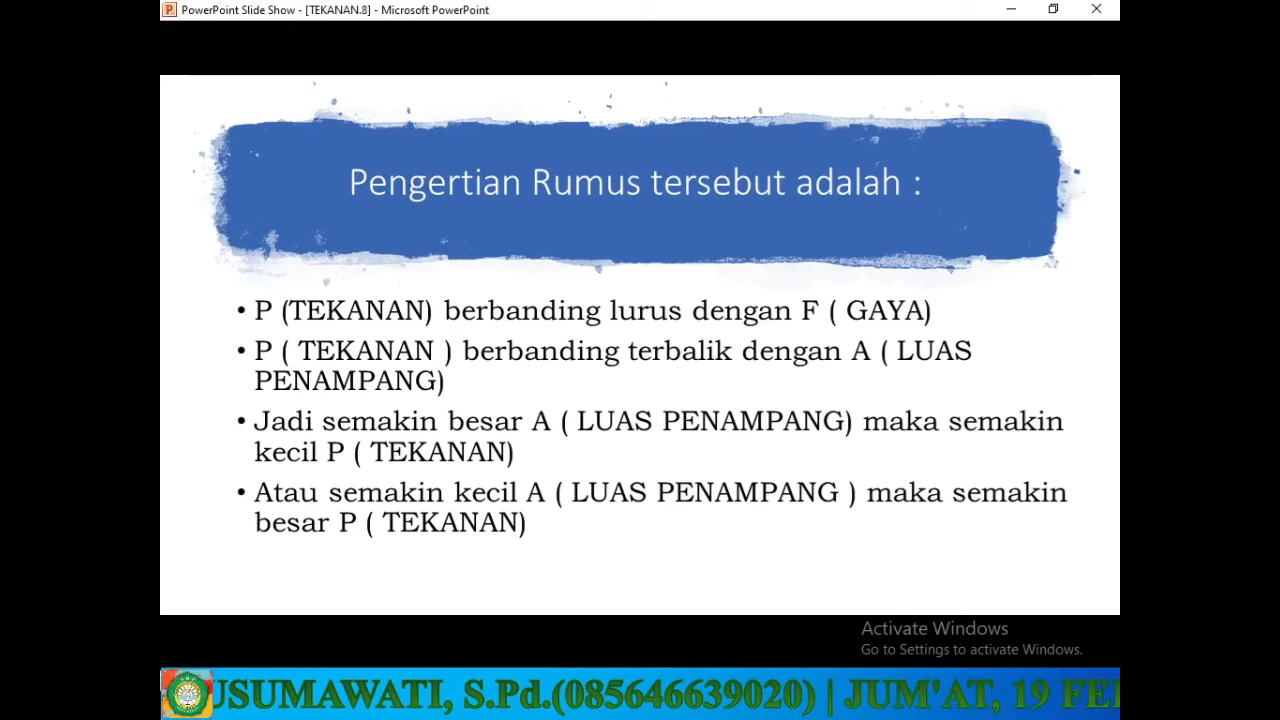 PowerPoint Slide Show - [TEKANAN.8] - Microsoft PowerPoint
Pengertian Rumus tersebut adalah :
• P (TEKANAN) berbanding lurus dengan F ( GAYA)
• P ( TEKANAN ) berbanding terbalik dengan A ( LUAS
PENAMPANG)
• Jadi semakin besar A ( LUAS PENAMPANG) maka semakin
kecil P ( TEKANAN)
• Atau semakin kecil A ( LUAS PENAMPANG ) maka semakin
besar P ( TEKANAN)
Activate Windows
Go to Settings to activate Windows.
USUMAWATI, S.Pd.(085646639020) | JUM'AT, 19 FE